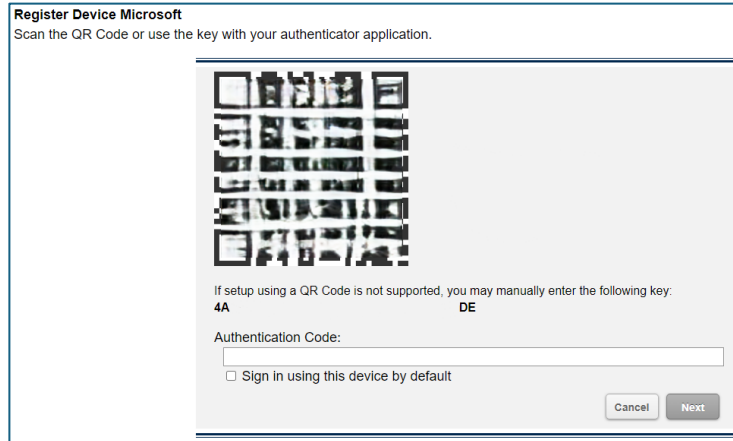 Register Device Microsoft
Scan the QR Code or use the key with your authenticator application.
If setup using a QR Code is not supported, you may manually enter the following key:
4A DE
Authentication Code:
Sign in using this device by default
Cancel Next